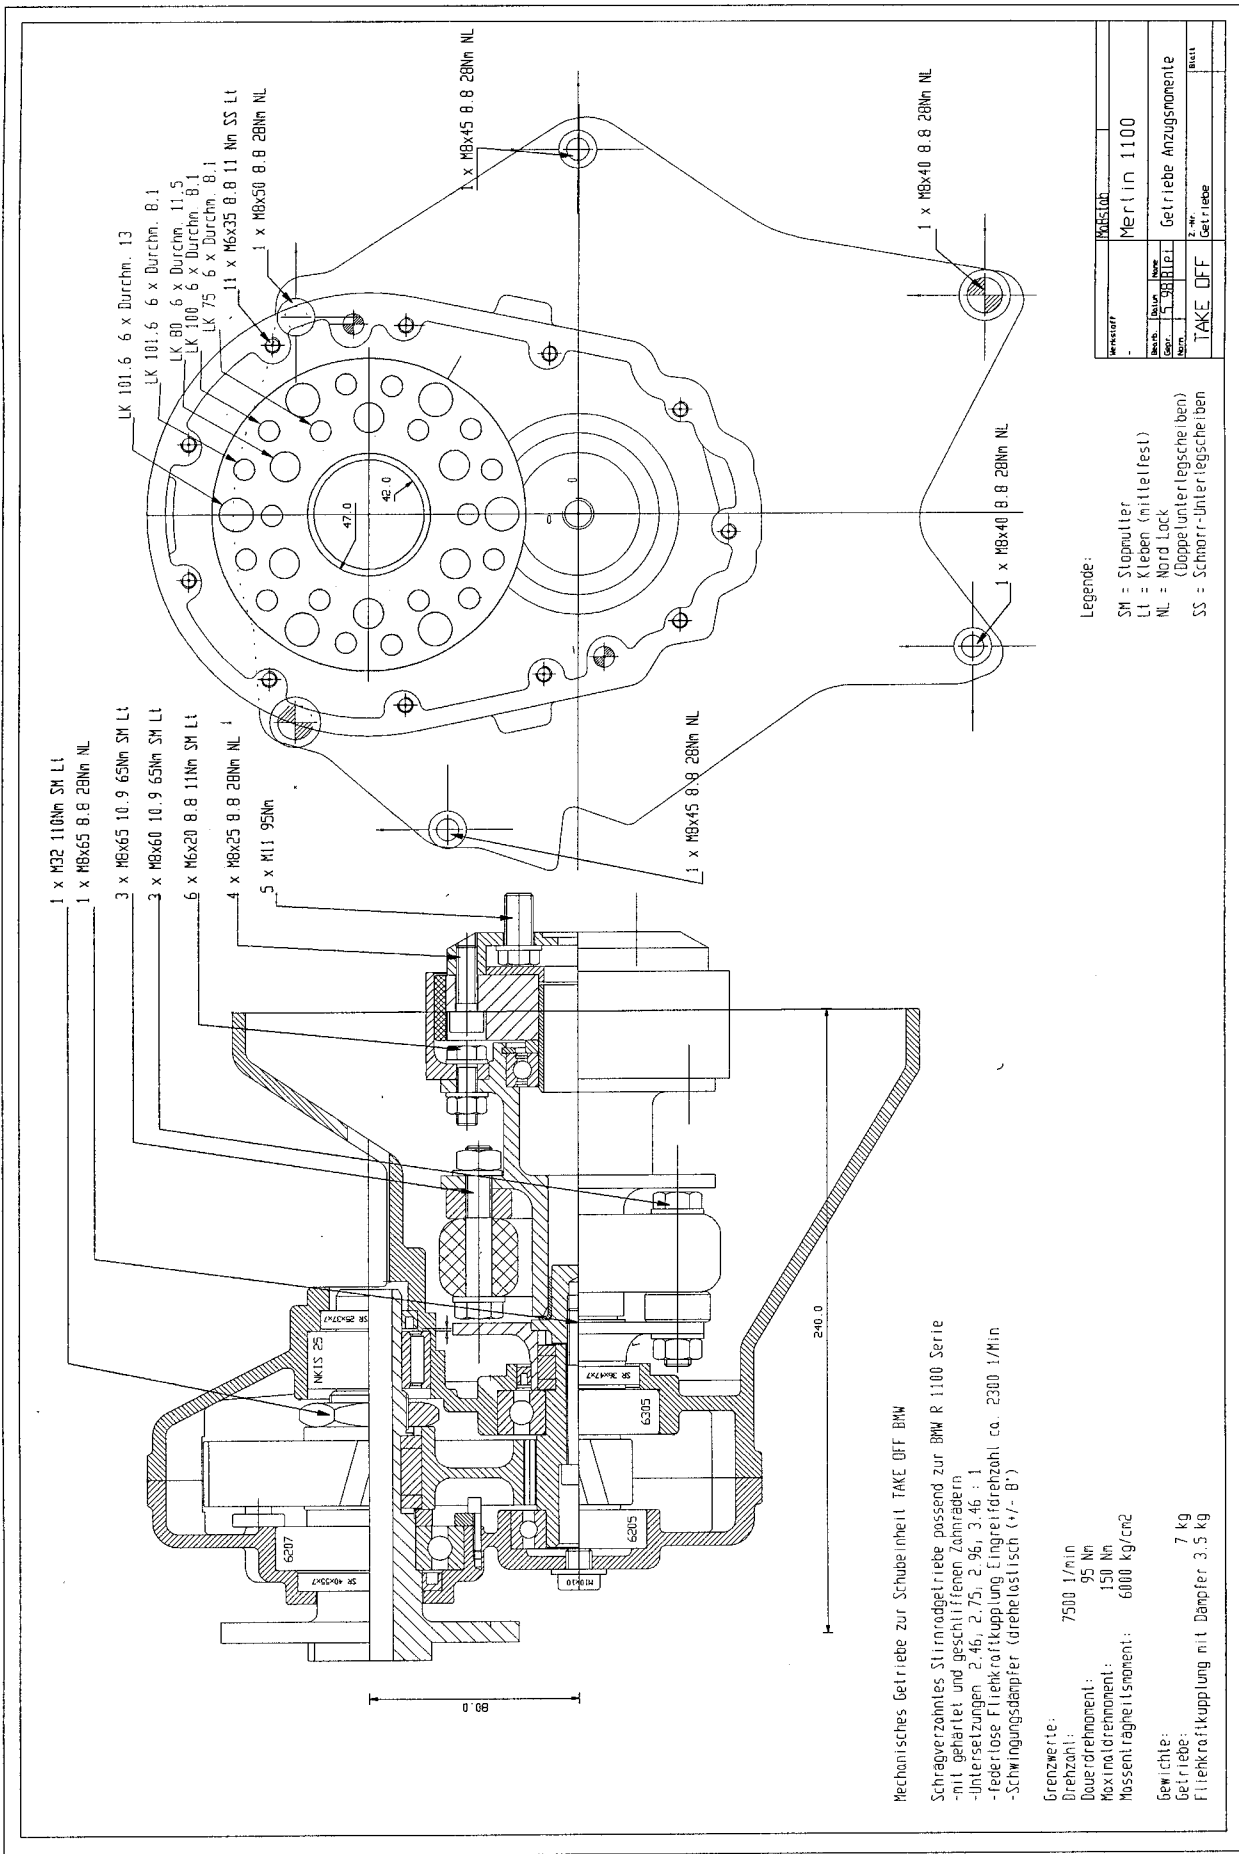 1 x M32 110Nm SM Lt
1 x M8x65 8.8 28Nm NL
3 x M8x65 10.9 65Nm SM Lt
3 x M8x60 10.9 65Nm SM Lt
6 x M6x20 8.8 11Nm SM Lt
4 x M8x25 8.8 28Nm NL
5 x M11 95Nm
LK 101.6 6 x Durchm. 13
LK 101.6 6 x Durchm. 8.1
LK 80 6 x Durchm. 11.5
LK 100 6 x Durchm. 8.1
LK 75 6 x Durchm. 8.1
11 x M6x35 8.8 11 Nm SS Lt
1 x M8x50 8.8 28Nm NL
1 x M8x45 8.8 28Nm NL
1 x M8x40 8.8 28Nm NL
1 x M8x40 8.8 28Nm NL
1 x M8x45 8.8 28Nm NL
47.0
42.0
SR 40x55x7
6207
NKIS 25
SR 25x37x7
M10x10
6205
6305
SR 36x47x7
80.0
240.0
Mechanisches Getriebe zur Schubeinheit TAKE OFF BMW
Schrägverzahntes Stirnradgetriebe passend zur BMW R 1100 Serie
-mit gehärtet und geschliffenen Zahnrädern
-Untersetzungen 2.46; 2.75; 2.96; 3.46 : 1
-federlose Fliehkraftkupplung Eingreifdrehzahl ca. 2300 1/Min
-Schwingungsdämpfer (drehelastisch (+/- 8°)
Grenzwerte:
Drehzahl: 7500 1/min
Dauerdrehmoment: 95 Nm
Maximaldrehmoment: 150 Nm
Massenträgheitsmoment: 6000 kg/cm2
Gewichte:
Getriebe: 7 kg
Fliehkraftkupplung mit Dämpfer 3.5 kg
Legende:
SM = Stopmutter
Lt = Kleben (mittelfest)
NL = Nord Lock
(Doppelunterlegscheiben)
SS = Schnorr-Unterlegscheiben
Werkstoff
-
Maßstab
Merlin 1100
Datum Name
Bearb. 5.98 Blei
Gepr.
Norm
Getriebe Anzugsmomente
TAKE OFF
Z.-Nr.
Getriebe
Blatt